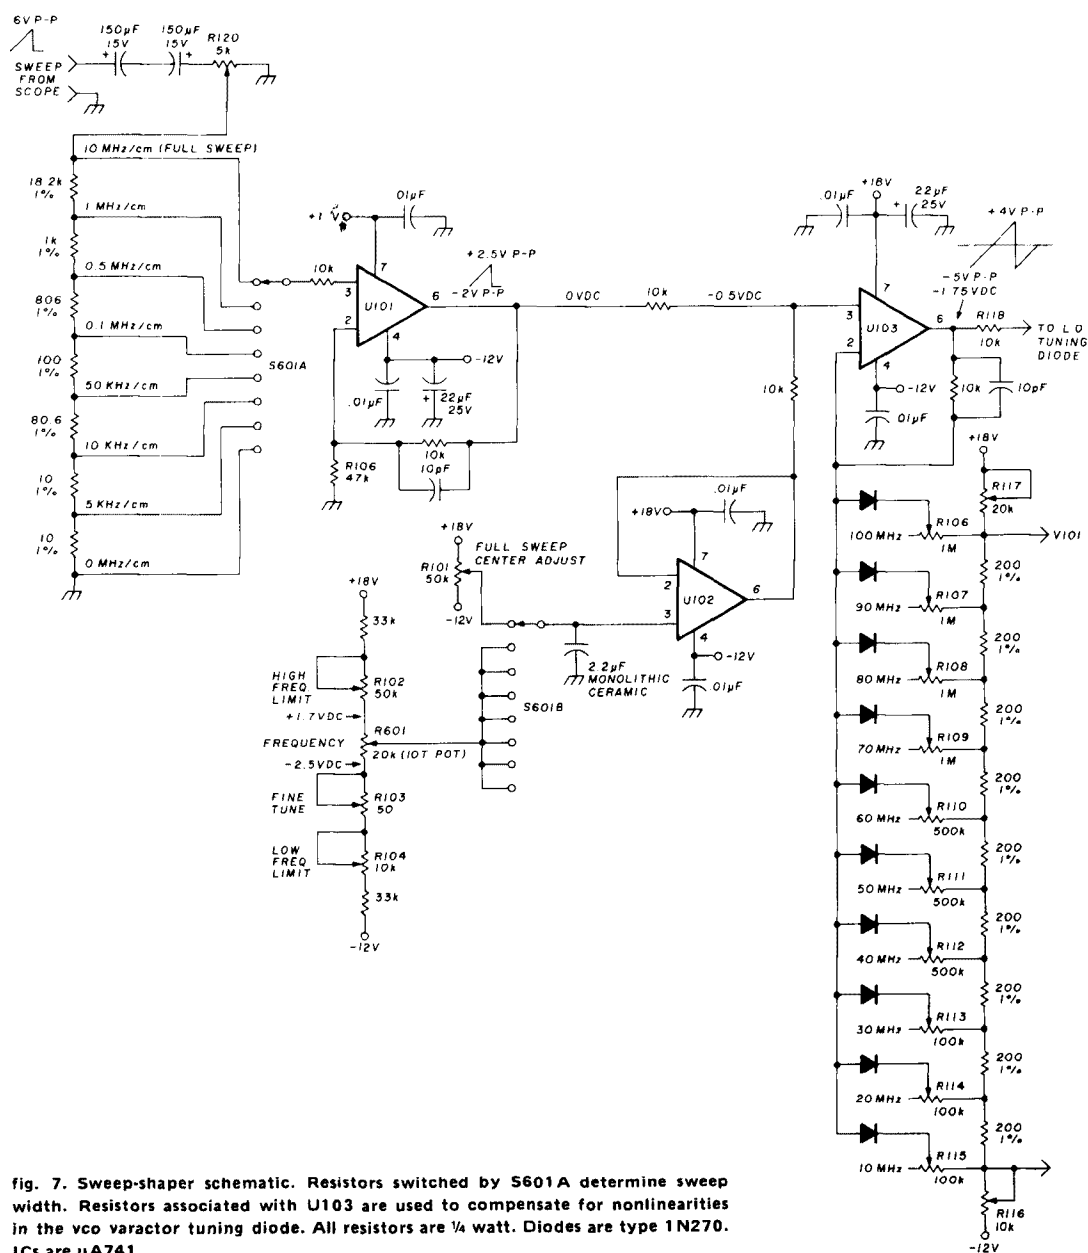 6V P-P
150µF
15V
150µF
15V
R120
5k
SWEEP
FROM
SCOPE
10 MHz/cm (FULL SWEEP)
18.2k
1%
1 MHz/cm
1k
1%
0.5 MHz/cm
806
1%
0.1 MHz/cm
100
1%
50 KHz/cm
80.6
1%
10 KHz/cm
10
1%
5 KHz/cm
10
1%
0 MHz/cm
S601A
10k
.01µF
3
2
7
U101
6
4
+2.5V P-P
-2V P-P
-12V
.01µF
22µF
25V
10k
10pF
R106
47k
0VDC
10k
-0.5VDC
10k
+18V
.01µF
22µF
25V
+4V P-P
-5V P-P
-1.75VDC
3
2
7
U103
6
4
R118
10k
TO LO
TUNING
DIODE
-12V
.01µF
10k
10pF
+18V
R117
20k
V101
+18V
.01µF
7
2
3
U102
6
4
-12V
.01µF
+18V
R101
50k
-12V
FULL SWEEP
CENTER ADJUST
2.2µF
MONOLITHIC
CERAMIC
S601B
+18V
33k
HIGH
FREQ
LIMIT
R102
50k
+1.7VDC
FREQUENCY
R601
20k (10T POT)
-2.5VDC
FINE
TUNE
R103
50
LOW
FREQ
LIMIT
R104
10k
33k
-12V
100MHz
R106
1M
200
1%
90 MHz
R107
1M
200
1%
80 MHz
R108
1M
200
1%
70MHz
R109
1M
200
1%
60 MHz
R110
500k
200
1%
50MHz
R111
500k
200
1%
40 MHz
R112
500k
200
1%
30 MHz
R113
100k
200
1%
20MHz
R114
100k
200
1%
10 MHz
R115
100k
R116
10k
-12V
fig. 7. Sweep-shaper schematic. Resistors switched by S601A determine sweep
width. Resistors associated with U103 are used to compensate for nonlinearities
in the vco varactor tuning diode. All resistors are ¼ watt. Diodes are type 1N270.
ICs are µA741.